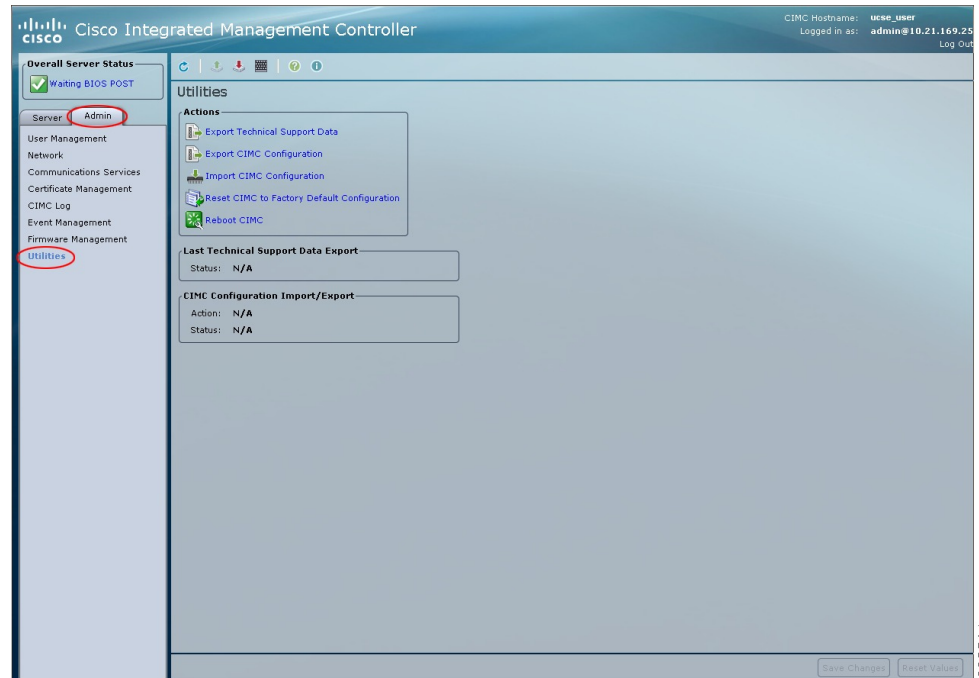 CISCO Cisco Integrated Management Controller
CIMC Hostname: ucse_user
Logged in as: admin@10.21.169.25
Log Out
Overall Server Status
Waiting BIOS POST
Server Admin
User Management
Network
Communications Services
Certificate Management
CIMC Log
Event Management
Firmware Management
Utilities
Utilities
Actions
Export Technical Support Data
Export CIMC Configuration
Import CIMC Configuration
Reset CIMC to Factory Default Configuration
Reboot CIMC
Last Technical Support Data Export
Status: N/A
CIMC Configuration Import/Export
Action: N/A
Status: N/A
Save Changes Reset Values